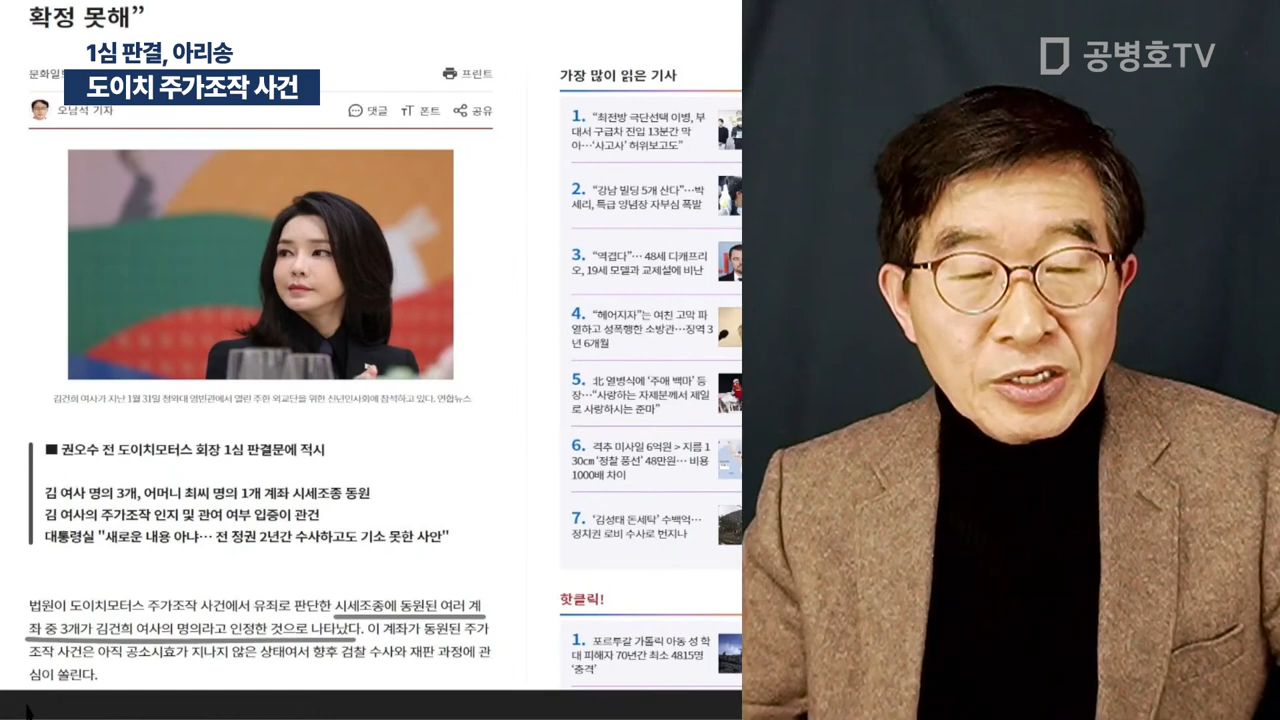 확정 못해”
1심 판결, 아리송
도이치 주가조작 사건
문화일보
프린트
오남석 기자
댓글
폰트
공유
김건희 여사가 지난 1월 31일 청와대 영빈관에서 열린 주한 외교단을 위한 신년인사회에 참석하고 있다. 연합뉴스
■ 권오수 전 도이치모터스 회장 1심 판결문에 적시
김 여사 명의 3개, 어머니 최씨 명의 1개 계좌 시세조종 동원
김 여사의 주가조작 인지 및 관여 여부 입증이 관건
대통령실 "새로운 내용 아냐… 전 정권 2년간 수사하고도 기소 못한 사안"
법원이 도이치모터스 주가조작 사건에서 유죄로 판단한 시세조종에 동원된 여러 계
좌 중 3개가 김건희 여사의 명의라고 인정한 것으로 나타났다. 이 계좌가 동원된 주가
조작 사건은 아직 공소시효가 지나지 않은 상태여서 향후 검찰 수사와 재판 과정에 관
심이 쏠린다.
가장 많이 읽은 기사
1. “최전방 극단선택 이병, 부
대서 구급차 진입 13분간 막
아…‘사고사’ 허위보고도”
2. “강남 빌딩 5개 산다”…박
세리, 특급 양념장 자부심 폭발
3. “역겹다”… 48세 디캐프리
오, 19세 모델과 교제설에 비난
4. “헤어지자”는 여친 고막 파
열하고 성폭행한 소방관…징역 3
년 6개월
5. 北 열병식에 ‘주애 백마’ 등
장…“사랑하는 자제분께서 제일
로 사랑하시는 준마”
6. 격추 미사일 6억원 > 지름 1
30㎝ ‘정찰 풍선’ 48만원… 비용
1000배 차이
7. ‘김성태 돈세탁’ 수백억…
정치권 로비 수사로 번지나
핫클릭!
1. 포르투갈 가톨릭 아동 성 학
대 피해자 70년간 최소 4815명
‘충격’
공병호TV